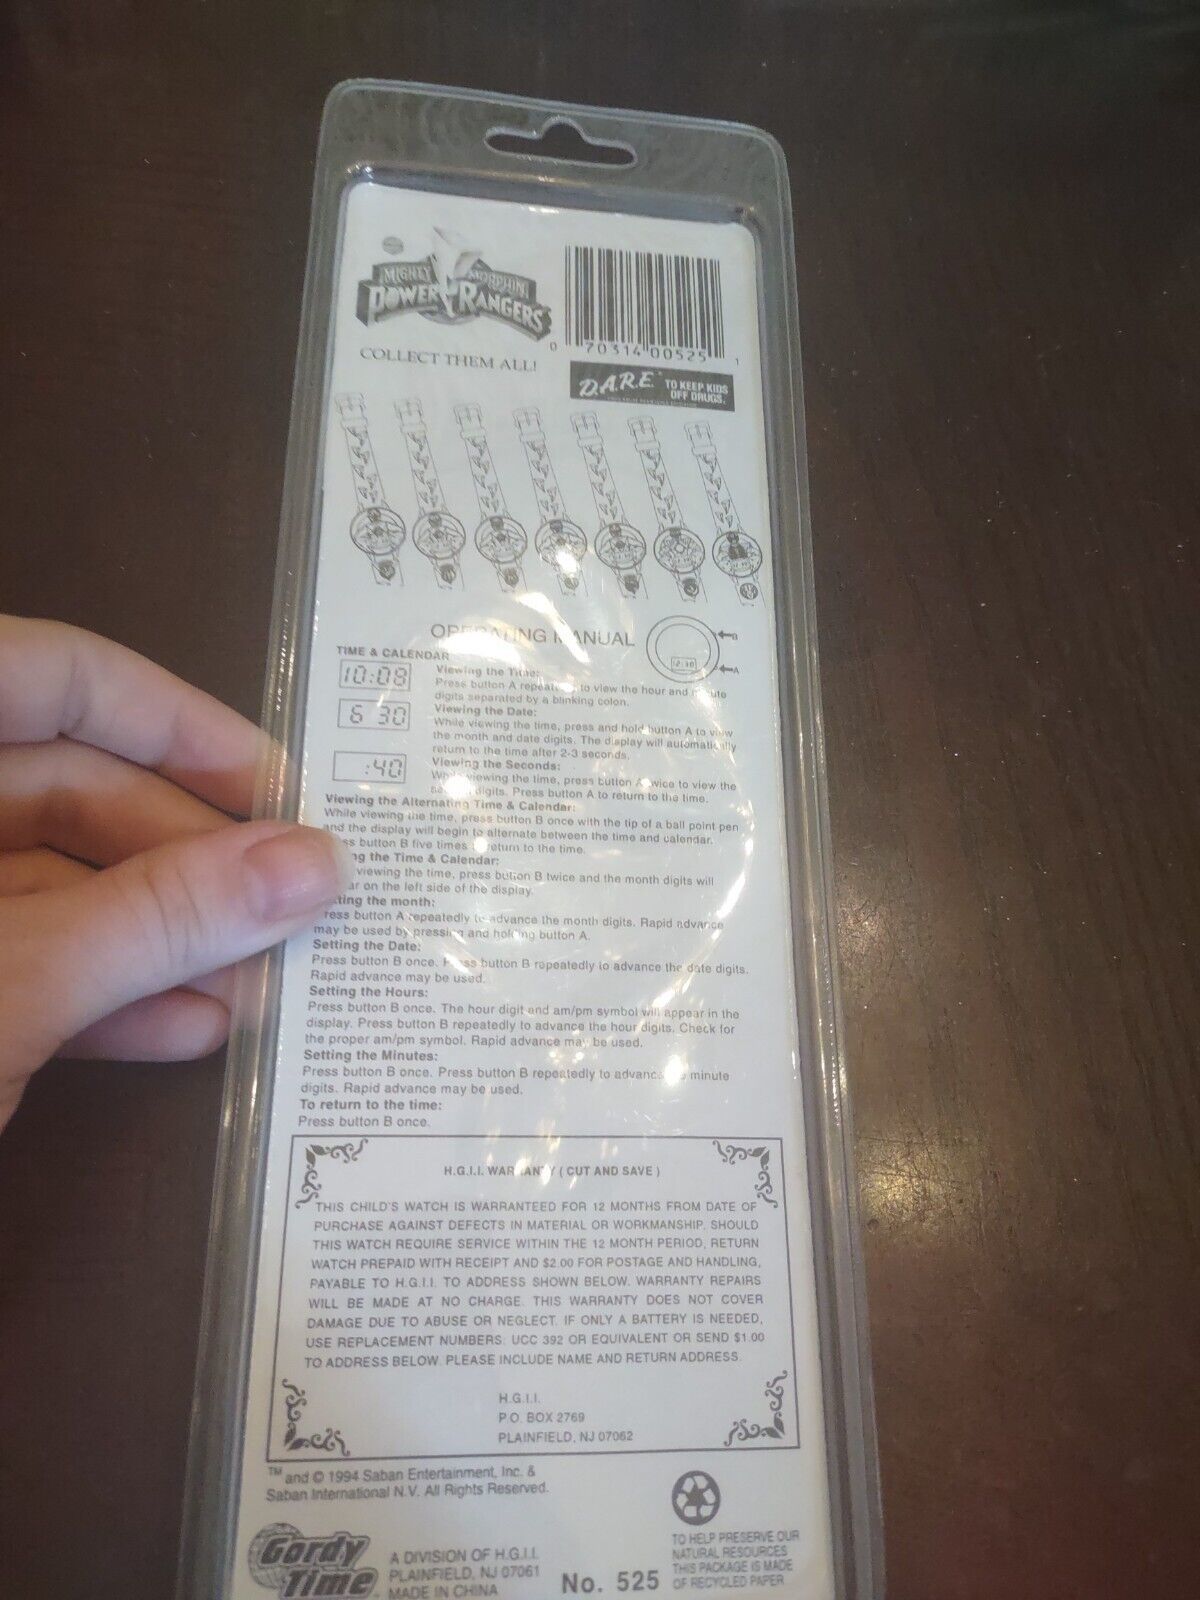 MIGHTY MORPHIN
POWER RANGERS
COLLECT THEM ALL!
0 70314 00525 1
D.A.R.E. TO KEEP KIDS
OFF DRUGS.
OPERATING MANUAL
B
A
12:30
TIME & CALENDAR
10:08
Viewing the Time:
Press button A to view the hour and minute
digits separated by a blinking colon.
6 30
Viewing the Date:
While viewing the time, press and hold button A to view
the month and date digits. The display will automatically
return to the time after 2-3 seconds.
:40
Viewing the Seconds:
While viewing the time, press button A twice to view the
digits. Press button A to return to the time.
Viewing the Alternating Time & Calendar:
While viewing the time, press button B once with the tip of a ball point pen
and the display will begin to alternate between the time and calendar.
button B five times to return to the time.
the Time & Calendar:
viewing the time, press button B twice and the month digits will
on the left side of the display.
the month:
Press button A repeatedly to advance the month digits. Rapid advance
may be used by pressing and holding button A.
Setting the Date:
Press button B once. Press button B repeatedly to advance the date digits.
Rapid advance may be used.
Setting the Hours:
Press button B once. The hour digit and am/pm symbol will appear in the
display. Press button B repeatedly to advance the hour digits. Check for
the proper am/pm symbol. Rapid advance may be used.
Setting the Minutes:
Press button B once. Press button B repeatedly to advance minute
digits. Rapid advance may be used.
To return to the time:
Press button B once.
H.G.I.I. WARRANTY ( CUT AND SAVE )
THIS CHILD'S WATCH IS WARRANTEED FOR 12 MONTHS FROM DATE OF
PURCHASE AGAINST DEFECTS IN MATERIAL OR WORKMANSHIP. SHOULD
THIS WATCH REQUIRE SERVICE WITHIN THE 12 MONTH PERIOD, RETURN
WATCH PREPAID WITH RECEIPT AND $2.00 FOR POSTAGE AND HANDLING,
PAYABLE TO H.G.I.I. TO ADDRESS SHOWN BELOW. WARRANTY REPAIRS
WILL BE MADE AT NO CHARGE. THIS WARRANTY DOES NOT COVER
DAMAGE DUE TO ABUSE OR NEGLECT. IF ONLY A BATTERY IS NEEDED,
USE REPLACEMENT NUMBERS: UCC 392 OR EQUIVALENT OR SEND $1.00
TO ADDRESS BELOW. PLEASE INCLUDE NAME AND RETURN ADDRESS.
H.G.I.I.
P.O. BOX 2769
PLAINFIELD, NJ 07062
TM and © 1994 Saban Entertainment, Inc. &
Saban International N.V. All Rights Reserved.
Gordy
Time
A DIVISION OF H.G.I.I.
PLAINFIELD, NJ 07061
MADE IN CHINA
No. 525
TO HELP PRESERVE OUR
NATURAL RESOURCES
THIS PACKAGE IS MADE
OF RECYCLED PAPER